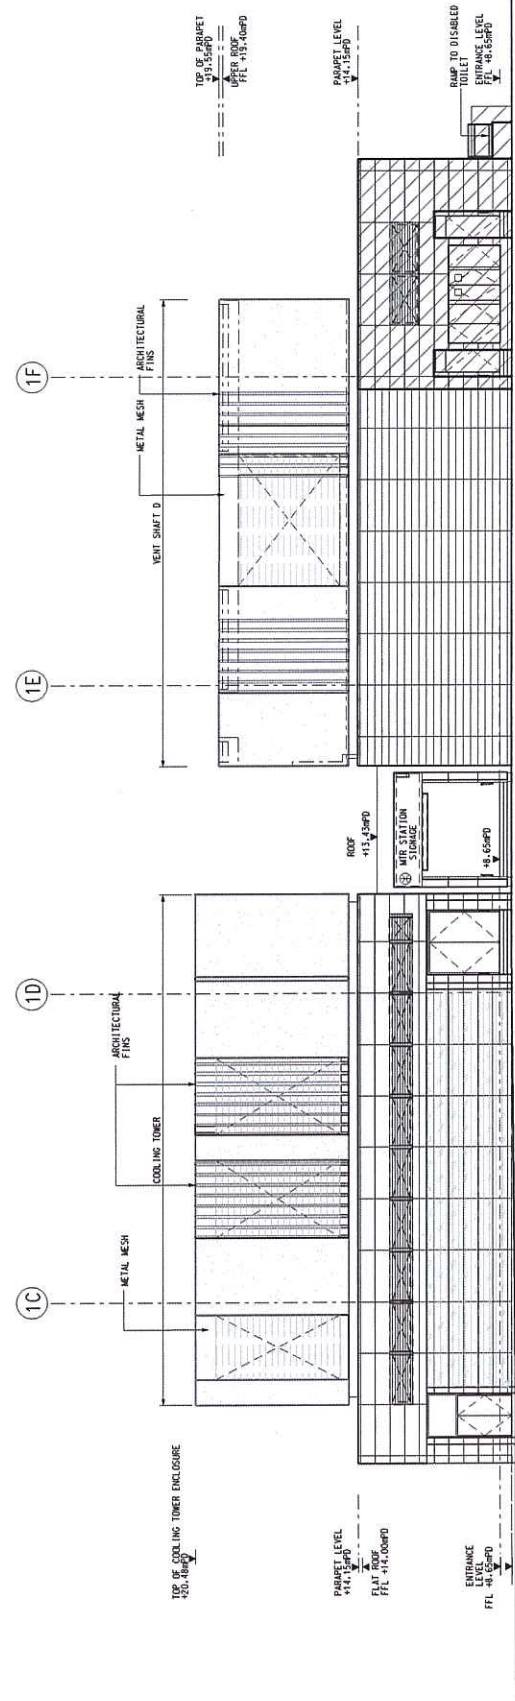 TOP OF COOLING TOWER ENCLOSURE
+20.48mPD
PARAPET LEVEL
+14.15mPD
FLAT ROOF
FFL +14.00mPD
ENTRANCE
LEVEL
FFL +8.65mPD
1C
1D
1E
1F
METAL MESH
COOLING TOWER
ARCHITECTURAL
FINS
ROOF
+13.43mPD
MTR STATION
SIGNAGE
+8.65mPD
VENT SHAFT D
METAL MESH
ARCHITECTURAL
FINS
TOP OF PARAPET
+19.55mPD
UPPER ROOF
FFL +19.40mPD
PARAPET LEVEL
+14.15mPD
RAMP TO DISABLED
TOILET
ENTRANCE LEVEL
FFL +8.65mPD